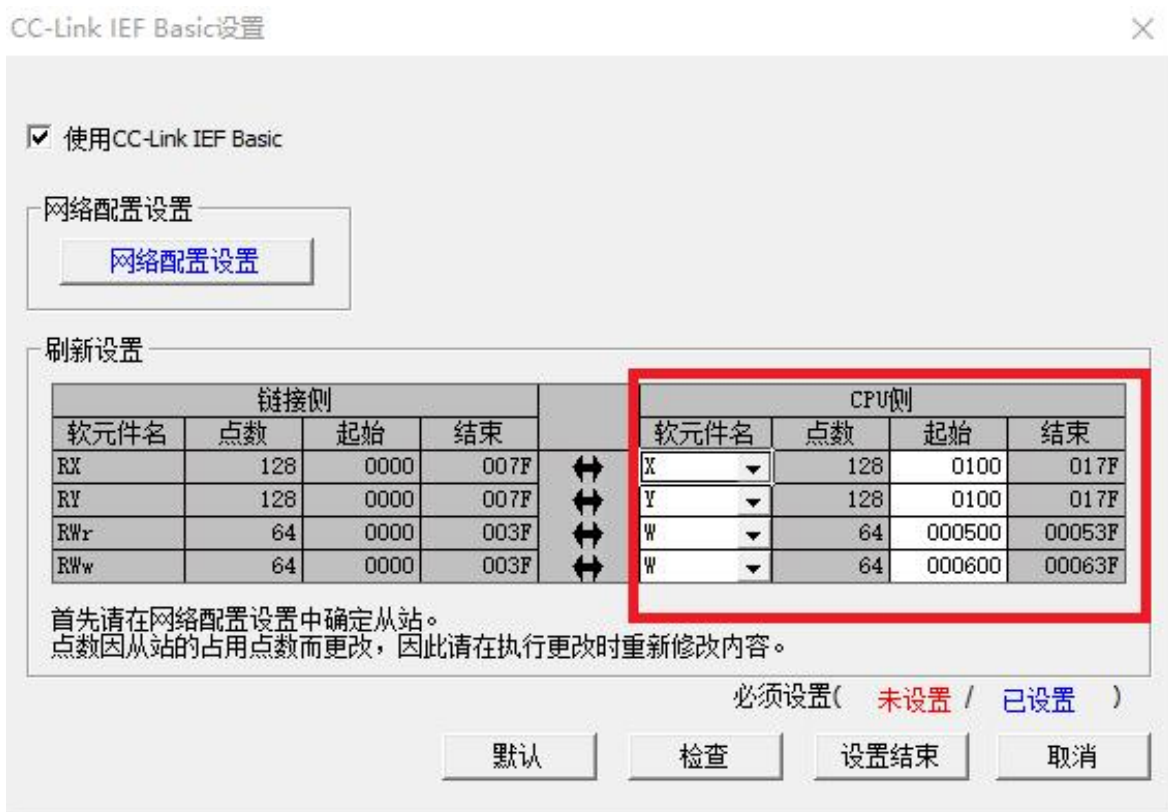 CC-Link IEF Basic设置
使用CC-Link IEF Basic
网络配置设置
网络配置设置
刷新设置
链接侧 CPU侧
软元件名 点数 起始 结束 软元件名 点数 起始 结束
RX 128 0000 007F X 128 0100 017F
RY 128 0000 007F Y 128 0100 017F
RWr 64 0000 003F W 64 000500 00053F
RWw 64 0000 003F W 64 000600 00063F
首先请在网络配置设置中确定从站。
点数因从站的占用点数而更改，因此请在执行更改时重新修改内容。
必须设置( 未设置 / 已设置 )
默认 检查 设置结束 取消